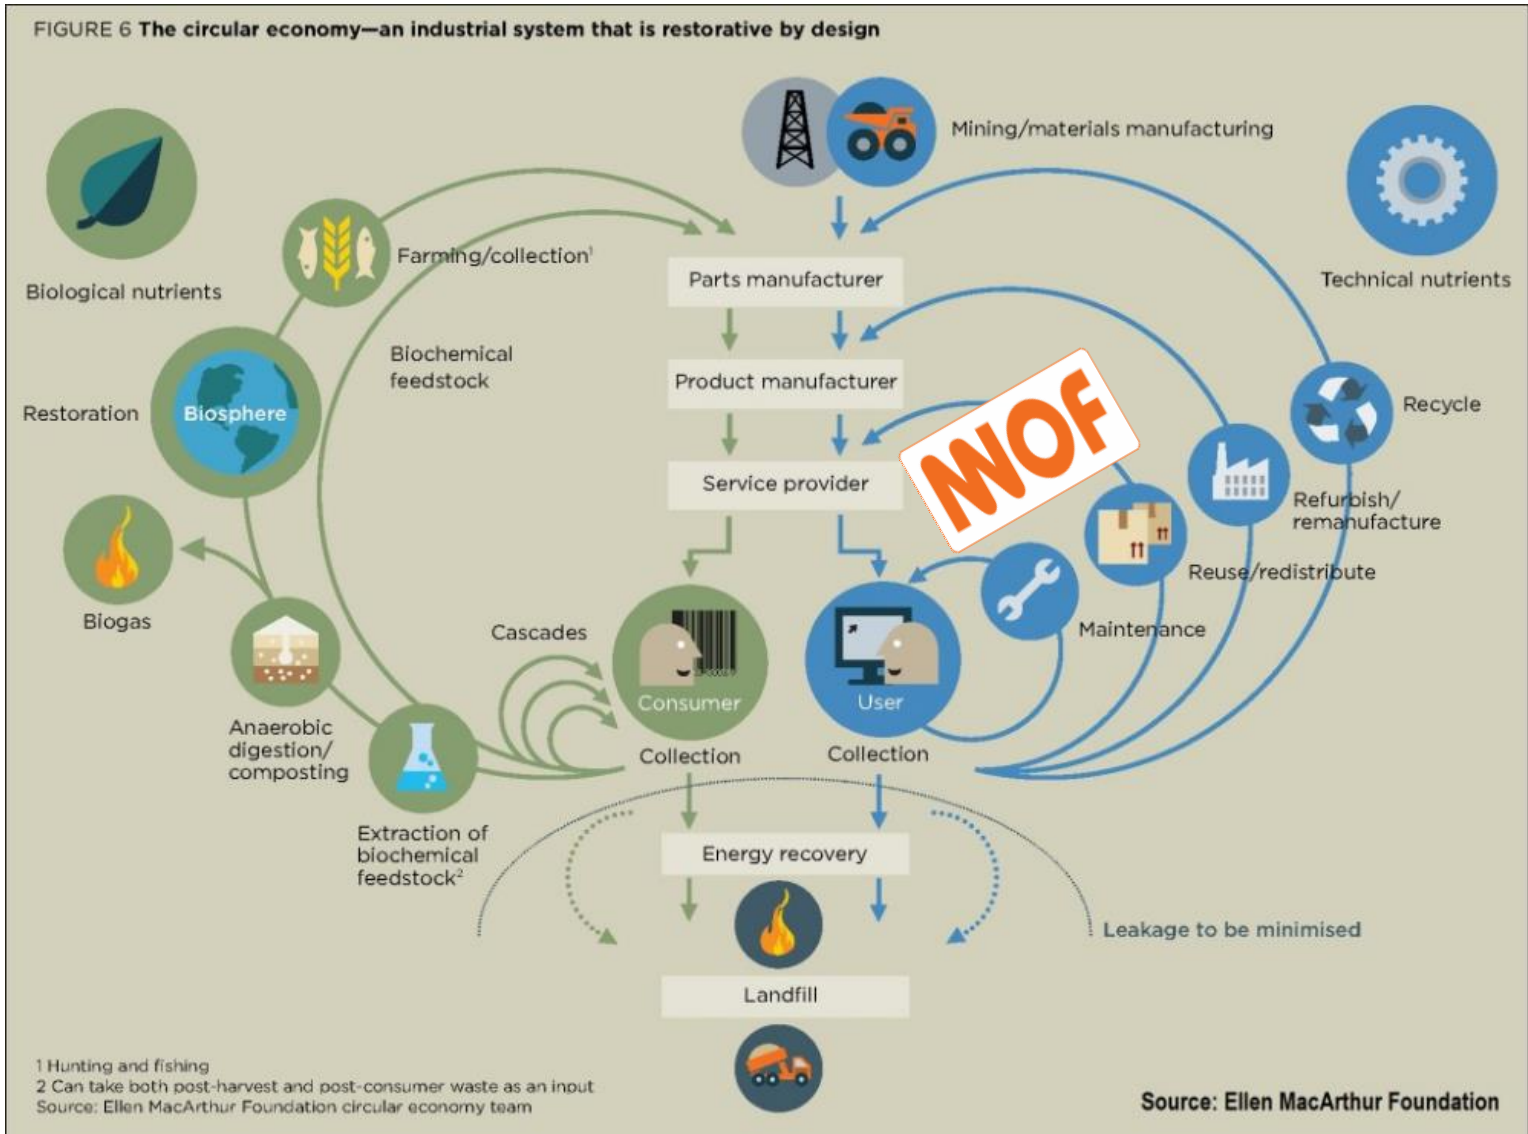 FIGURE 6 The circular economy—an industrial system that is restorative by design
Mining/materials manufacturing
Farming/collection¹
Biological nutrients
Technical nutrients
Parts manufacturer
Biochemical
feedstock
Product manufacturer
Restoration
Biosphere
Recycle
Service provider
Refurbish/
remanufacture
Reuse/redistribute
Biogas
Cascades
Maintenance
Consumer
User
Anaerobic
digestion/
composting
Collection
Collection
Extraction of
biochemical
feedstock²
Energy recovery
Leakage to be minimised
Landfill
1 Hunting and fishing
2 Can take both post-harvest and post-consumer waste as an input
Source: Ellen MacArthur Foundation circular economy team
Source: Ellen MacArthur Foundation